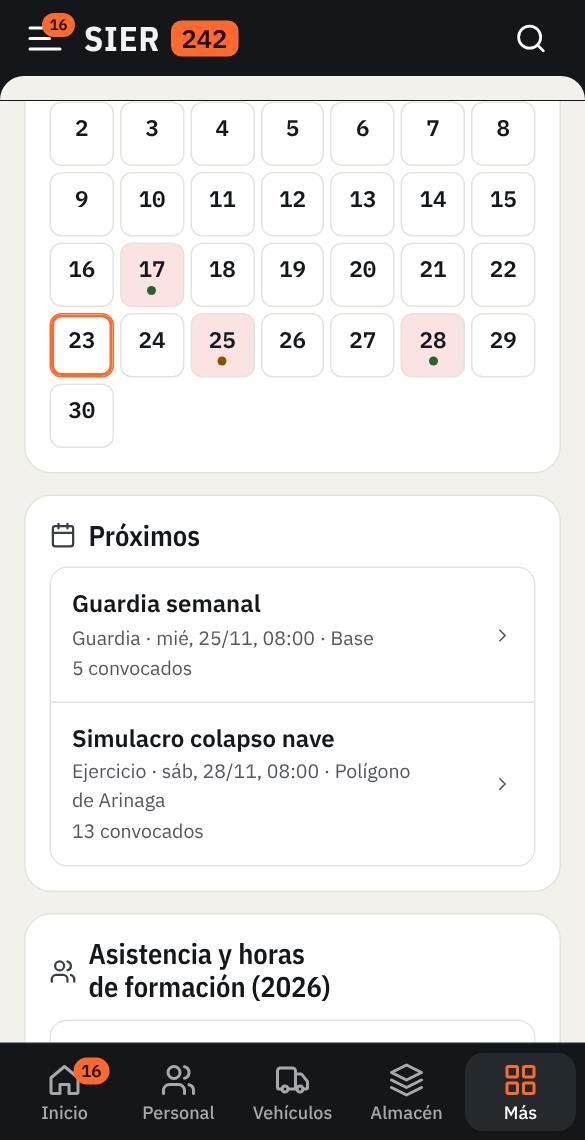 16
SIER 242
2 3 4 5 6 7 8
9 10 11 12 13 14 15
16 17 18 19 20 21 22
23 24 25 26 27 28 29
30
Próximos
Guardia semanal
Guardia · mié, 25/11, 08:00 · Base
5 convocados
Simulacro colapso nave
Ejercicio · sáb, 28/11, 08:00 · Polígono
de Arinaga
13 convocados
Asistencia y horas
de formación (2026)
16
Inicio Personal Vehículos Almacén Más